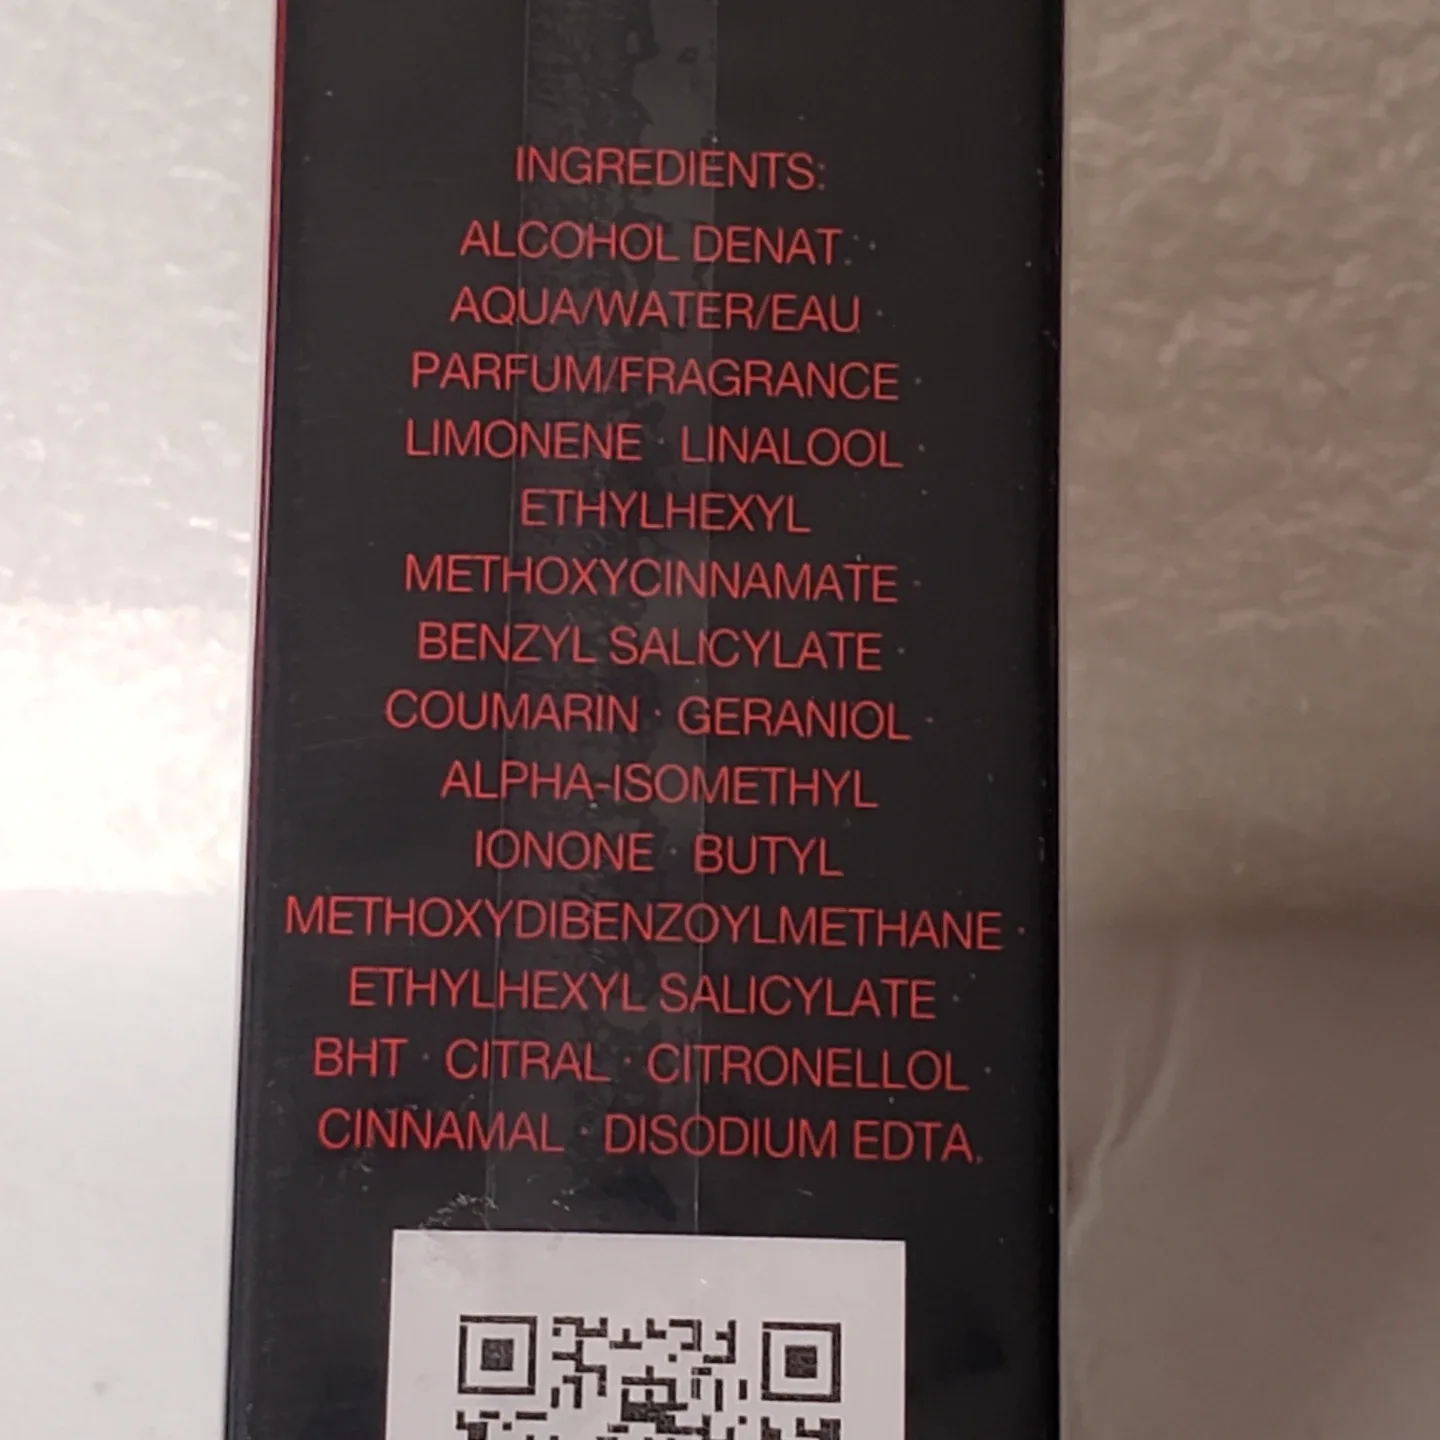 INGREDIENTS:
ALCOHOL DENAT. ·
AQUA/WATER/EAU ·
PARFUM/FRAGRANCE ·
LIMONENE · LINALOOL ·
ETHYLHEXYL
METHOXYCINNAMATE ·
BENZYL SALICYLATE ·
COUMARIN · GERANIOL ·
ALPHA-ISOMETHYL
IONONE · BUTYL
METHOXYDIBENZOYLMETHANE ·
ETHYLHEXYL SALICYLATE ·
BHT · CITRAL · CITRONELLOL ·
CINNAMAL · DISODIUM EDTA.